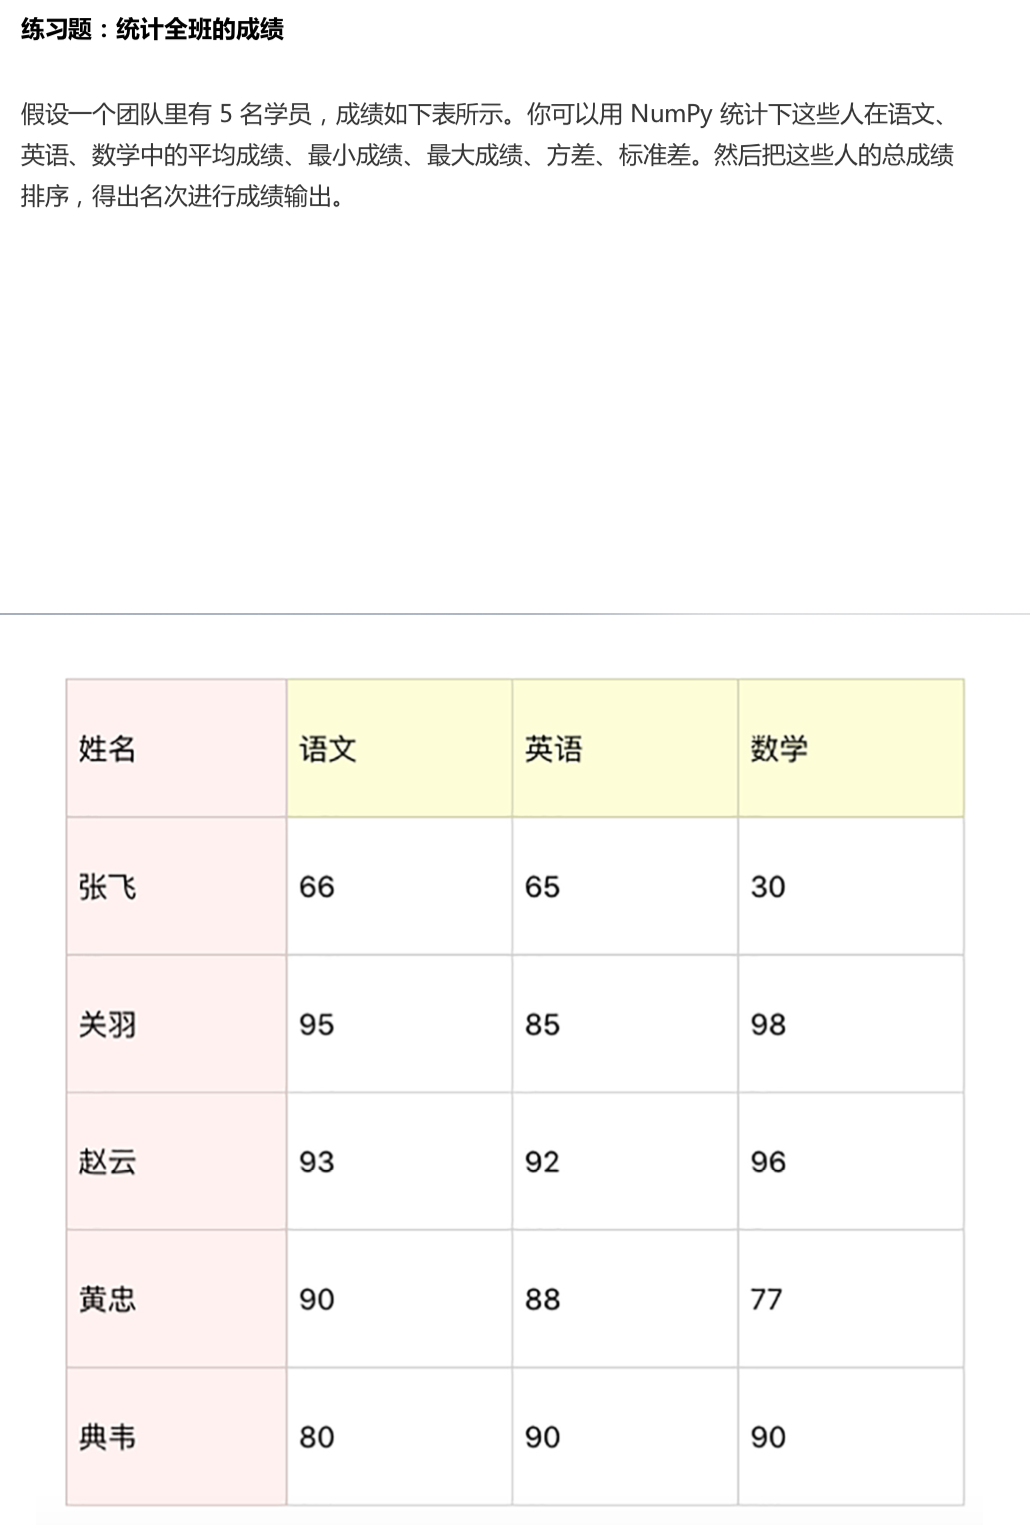 练习题：统计全班的成绩
假设一个团队里有 5 名学员，成绩如下表所示。你可以用 NumPy 统计下这些人在语文、
英语、数学中的平均成绩、最小成绩、最大成绩、方差、标准差。然后把这些人的总成绩
排序，得出名次进行成绩输出。
姓名 语文 英语 数学
张飞 66 65 30
关羽 95 85 98
赵云 93 92 96
黄忠 90 88 77
典韦 80 90 90